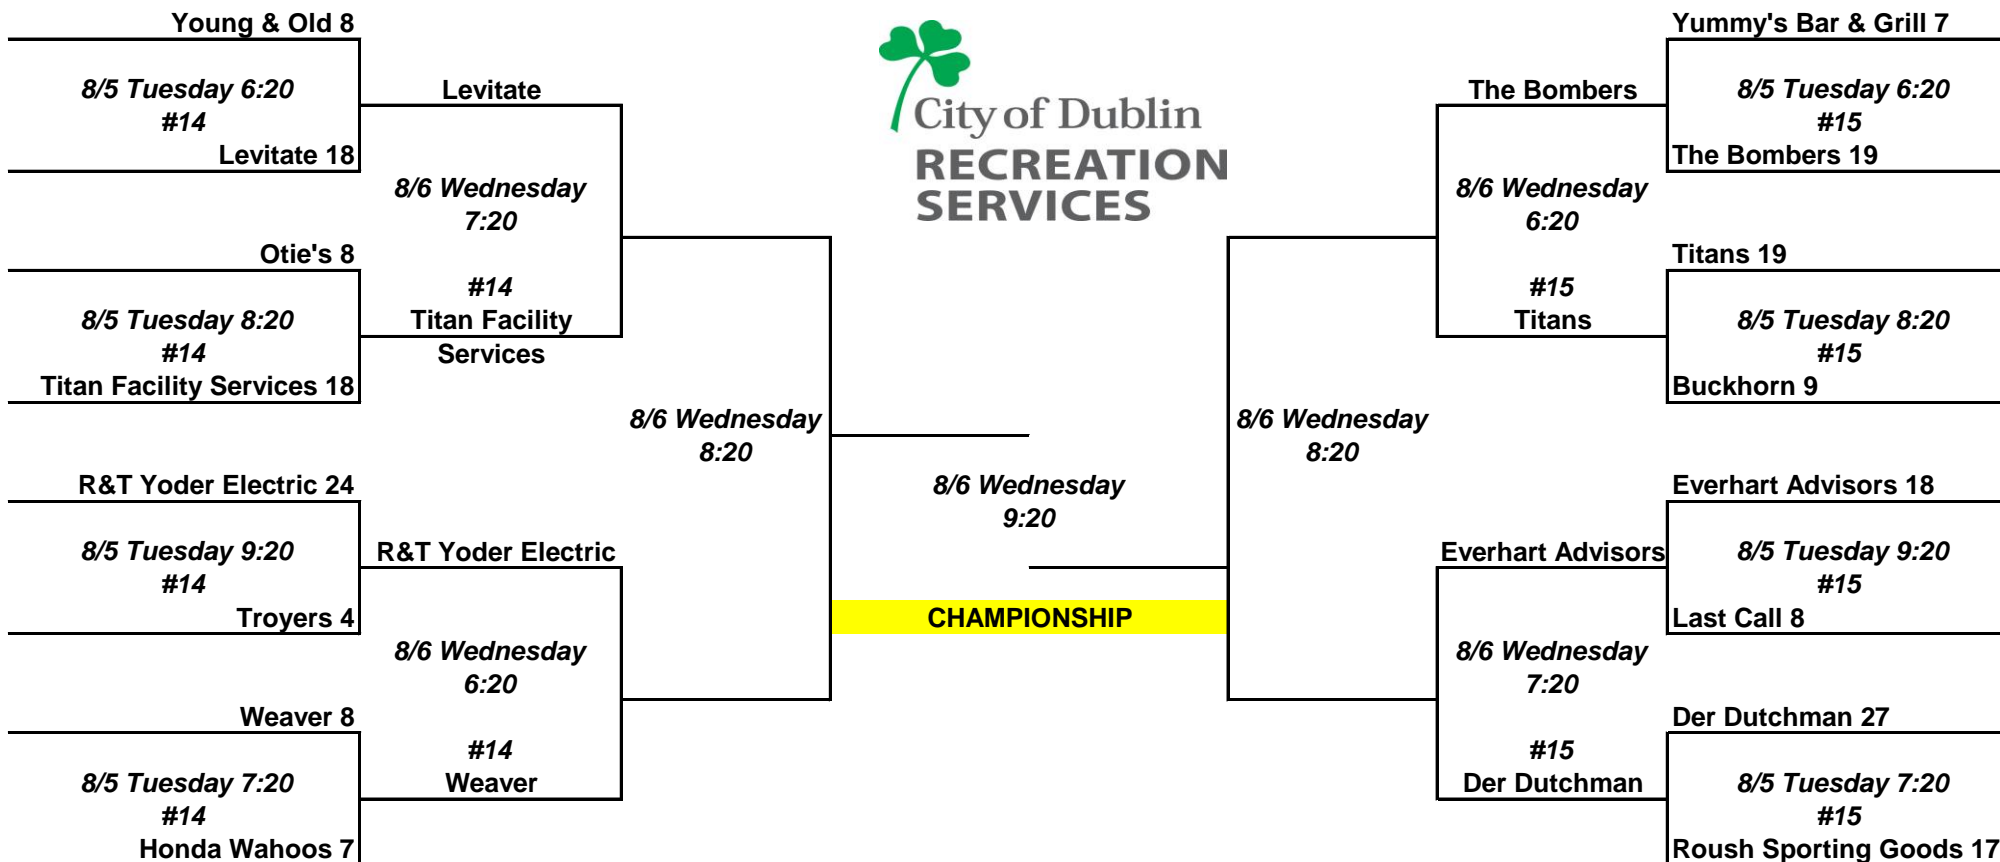 Young & Old 8
8/5 Tuesday 6:20
#14
Levitate 18
Otie's 8
8/5 Tuesday 8:20
#14
Titan Facility Services 18
R&T Yoder Electric 24
8/5 Tuesday 9:20
#14
Troyers 4
Weaver 8
8/5 Tuesday 7:20
#14
Honda Wahoos 7
Levitate
8/6 Wednesday
7:20
#14
Titan Facility
Services
R&T Yoder Electric
8/6 Wednesday
6:20
#14
Weaver
8/6 Wednesday
8:20
City of Dublin
RECREATION
SERVICES
8/6 Wednesday
9:20
CHAMPIONSHIP
8/6 Wednesday
8:20
The Bombers
8/6 Wednesday
6:20
#15
Titans
Everhart Advisors
8/6 Wednesday
7:20
#15
Der Dutchman
Yummy's Bar & Grill 7
8/5 Tuesday 6:20
#15
The Bombers 19
Titans 19
8/5 Tuesday 8:20
#15
Buckhorn 9
Everhart Advisors 18
8/5 Tuesday 9:20
#15
Last Call 8
Der Dutchman 27
8/5 Tuesday 7:20
#15
Roush Sporting Goods 17